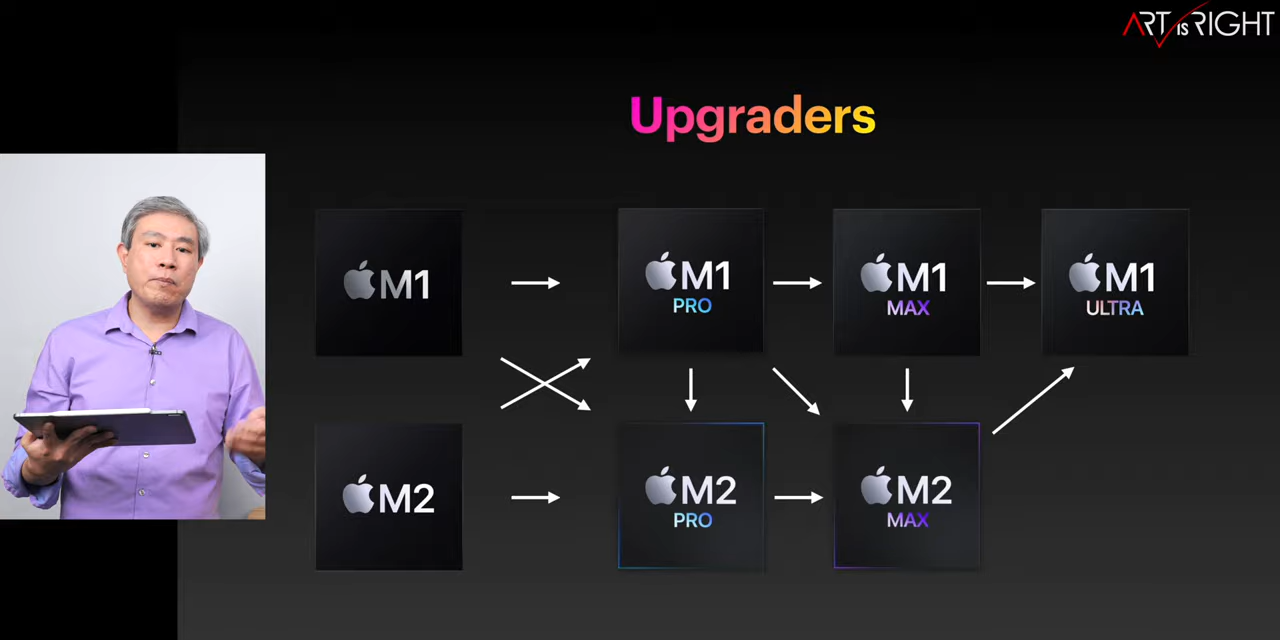 ART IS RIGHT
Upgraders
M1
M1
PRO
M1
MAX
M1
ULTRA
M2
M2
PRO
M2
MAX